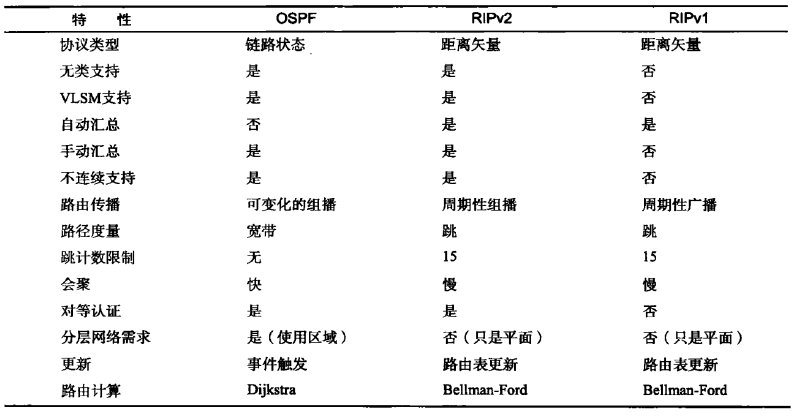 特 性 OSPF RIPv2 RIPv1
协议类型 链路状态 距离矢量 距离矢量
无类支持 是 是 否
VLSM支持 是 是 否
自动汇总 否 是 是
手动汇总 是 是 否
不连续支持 是 是 否
路由传播 可变化的组播 周期性组播 周期性广播
路径度量 宽带 跳 跳
跳计数限制 无 15 15
会聚 快 慢 慢
对等认证 是 是 否
分层网络需求 是（使用区域） 否（只是平面） 否（只是平面）
更新 事件触发 路由表更新 路由表更新
路由计算 Dijkstra Bellman-Ford Bellman-Ford